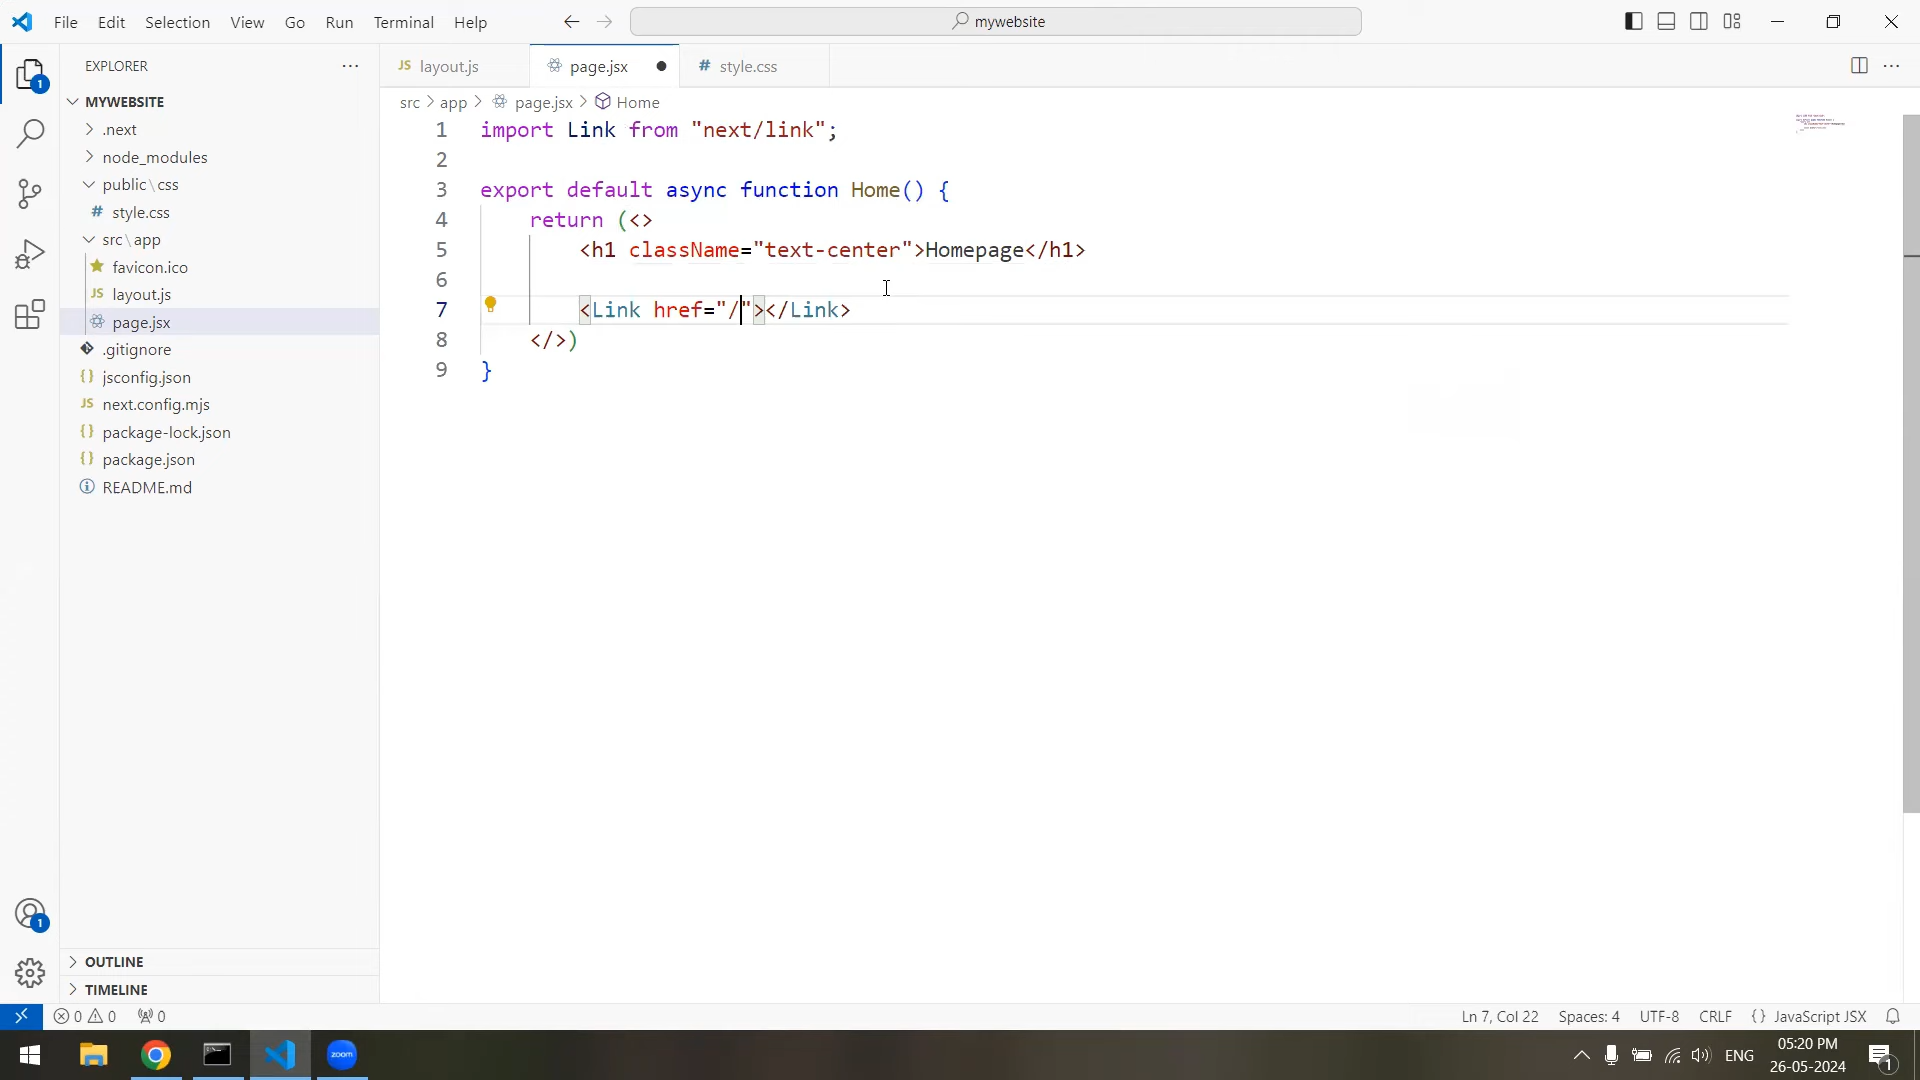 File Edit Selection View Go Run Terminal Help
mywebsite
EXPLORER
1
layout.js
page.jsx
style.css
MYWEBSITE
.next
node_modules
public\css
style.css
src\app
favicon.ico
layout.js
page.jsx
.gitignore
jsconfig.json
next.config.mjs
package-lock.json
package.json
README.md
src > app > page.jsx > Home
1 import Link from "next/link";
2
3 export default async function Home() {
4 return (<>
5 <h1 className="text-center">Homepage</h1>
6
7 <Link href="/"></Link>
8 </>)
9 }
1
OUTLINE
TIMELINE
0 0 0
Ln 7, Col 22 Spaces: 4 UTF-8 CRLF {} JavaScript JSX
zoom
ENG
05:20 PM
26-05-2024
1